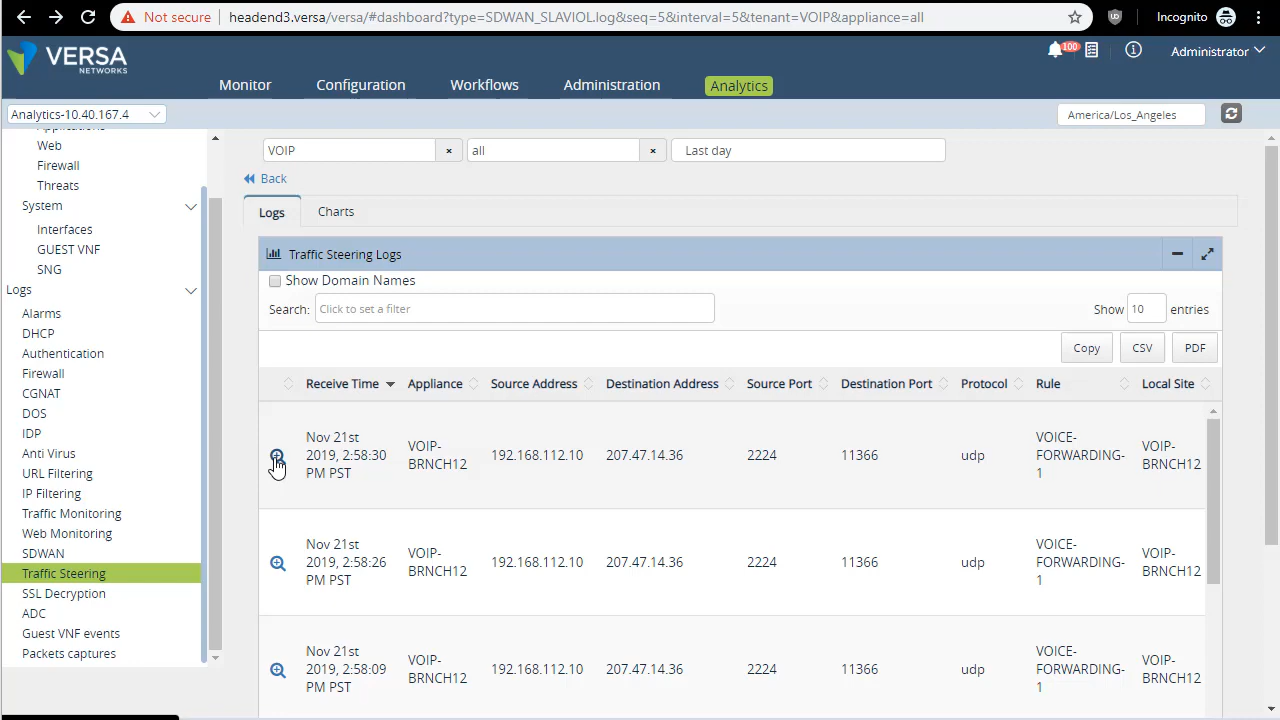 Not secure | headend3.versa/versa/#dashboard?type=SDWAN_SLAVIOL.log&seq=5&interval=5&tenant=VOIP&appliance=all
Incognito
VERSA
NETWORKS
100
Administrator
Monitor
Configuration
Workflows
Administration
Analytics
Analytics-10.40.167.4
America/Los_Angeles
Applications
Web
Firewall
Threats
System
Interfaces
GUEST VNF
SNG
Logs
Alarms
DHCP
Authentication
Firewall
CGNAT
DOS
IDP
Anti Virus
URL Filtering
IP Filtering
Traffic Monitoring
Web Monitoring
SDWAN
Traffic Steering
SSL Decryption
ADC
Guest VNF events
Packets captures
VOIP × all × Last day
Back
Logs Charts
Traffic Steering Logs
Show Domain Names
Search: Click to set a filter
Show 10 entries
Copy CSV PDF
Receive Time Appliance Source Address Destination Address Source Port Destination Port Protocol Rule Local Site
Nov 21st
2019, 2:58:30
PM PST
VOIP-
BRNCH12
192.168.112.10 207.47.14.36 2224 11366 udp
VOICE-
FORWARDING-
1
VOIP-
BRNCH12
Nov 21st
2019, 2:58:26
PM PST
VOIP-
BRNCH12
192.168.112.10 207.47.14.36 2224 11366 udp
VOICE-
FORWARDING-
1
VOIP-
BRNCH12
Nov 21st
2019, 2:58:09
PM PST
VOIP-
BRNCH12
192.168.112.10 207.47.14.36 2224 11366 udp
VOICE-
FORWARDING-
1
VOIP-
BRNCH12